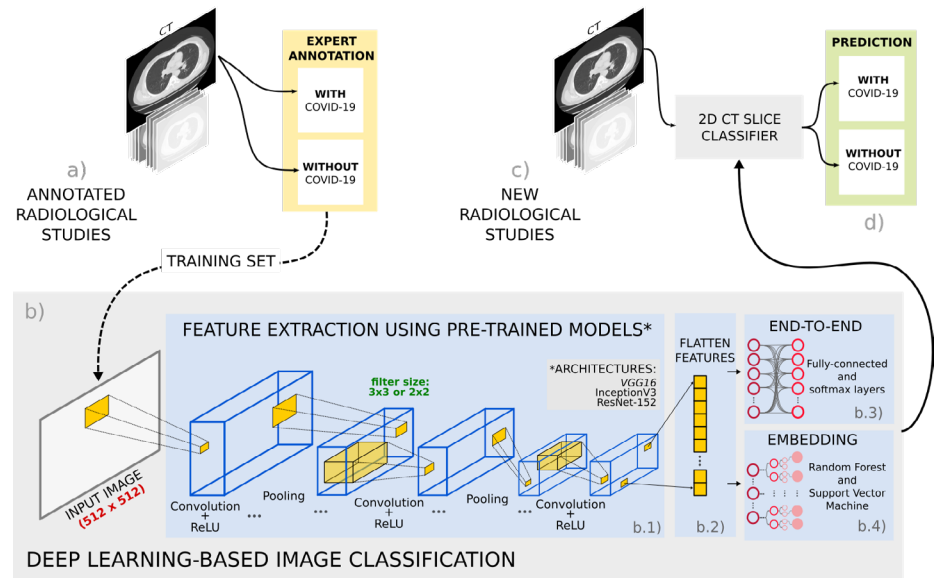 CT
EXPERT
ANNOTATION
WITH
COVID-19
WITHOUT
COVID-19
a)
ANNOTATED
RADIOLOGICAL
STUDIES
TRAINING SET
CT
c)
NEW
RADIOLOGICAL
STUDIES
2D CT SLICE
CLASSIFIER
PREDICTION
WITH
COVID-19
WITHOUT
COVID-19
d)
b)
FEATURE EXTRACTION USING PRE-TRAINED MODELS*
INPUT IMAGE
(512 x 512)
filter size:
3x3 or 2x2
*ARCHITECTURES:
VGG16
InceptionV3
ResNet-152
Convolution
+
ReLU
...
Pooling
...
Convolution
+
ReLU
...
Pooling
...
Convolution
+
ReLU
b.1)
FLATTEN
FEATURES
b.2)
END-TO-END
Fully-connected
and
softmax layers
b.3)
EMBEDDING
Random Forest
and
Support Vector
Machine
b.4)
DEEP LEARNING-BASED IMAGE CLASSIFICATION